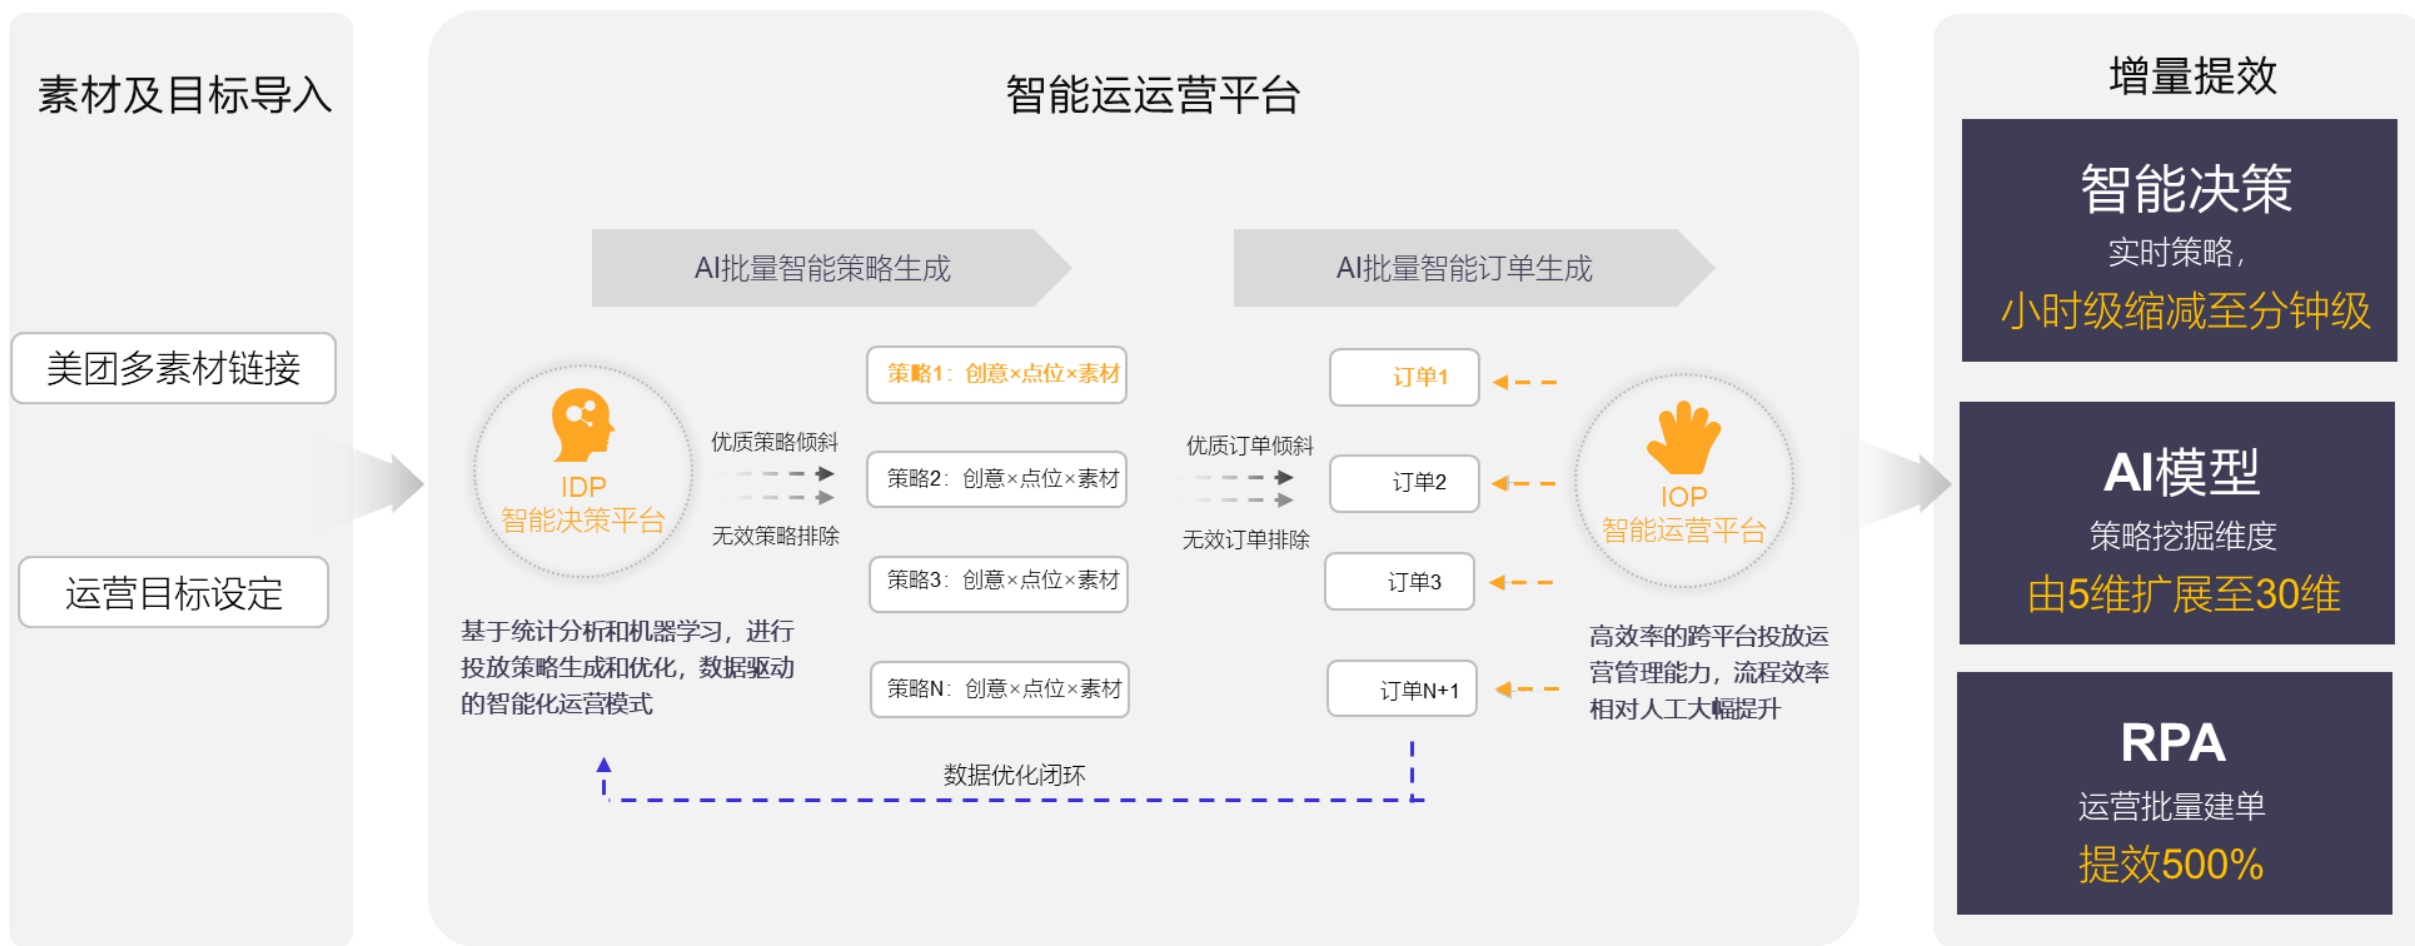 素材及目标导入
美团多素材链接
运营目标设定
智能运运营平台
AI批量智能策略生成
AI批量智能订单生成
IDP
智能决策平台
基于统计分析和机器学习，进行
投放策略生成和优化，数据驱动
的智能化运营模式
优质策略倾斜
无效策略排除
策略1：创意×点位×素材
策略2：创意×点位×素材
策略3：创意×点位×素材
策略N：创意×点位×素材
优质订单倾斜
无效订单排除
订单1
订单2
订单3
订单N+1
IOP
智能运营平台
高效率的跨平台投放运
营管理能力，流程效率
相对人工大幅提升
数据优化闭环
增量提效
智能决策
实时策略，
小时级缩减至分钟级
AI模型
策略挖掘维度
由5维扩展至30维
RPA
运营批量建单
提效500%